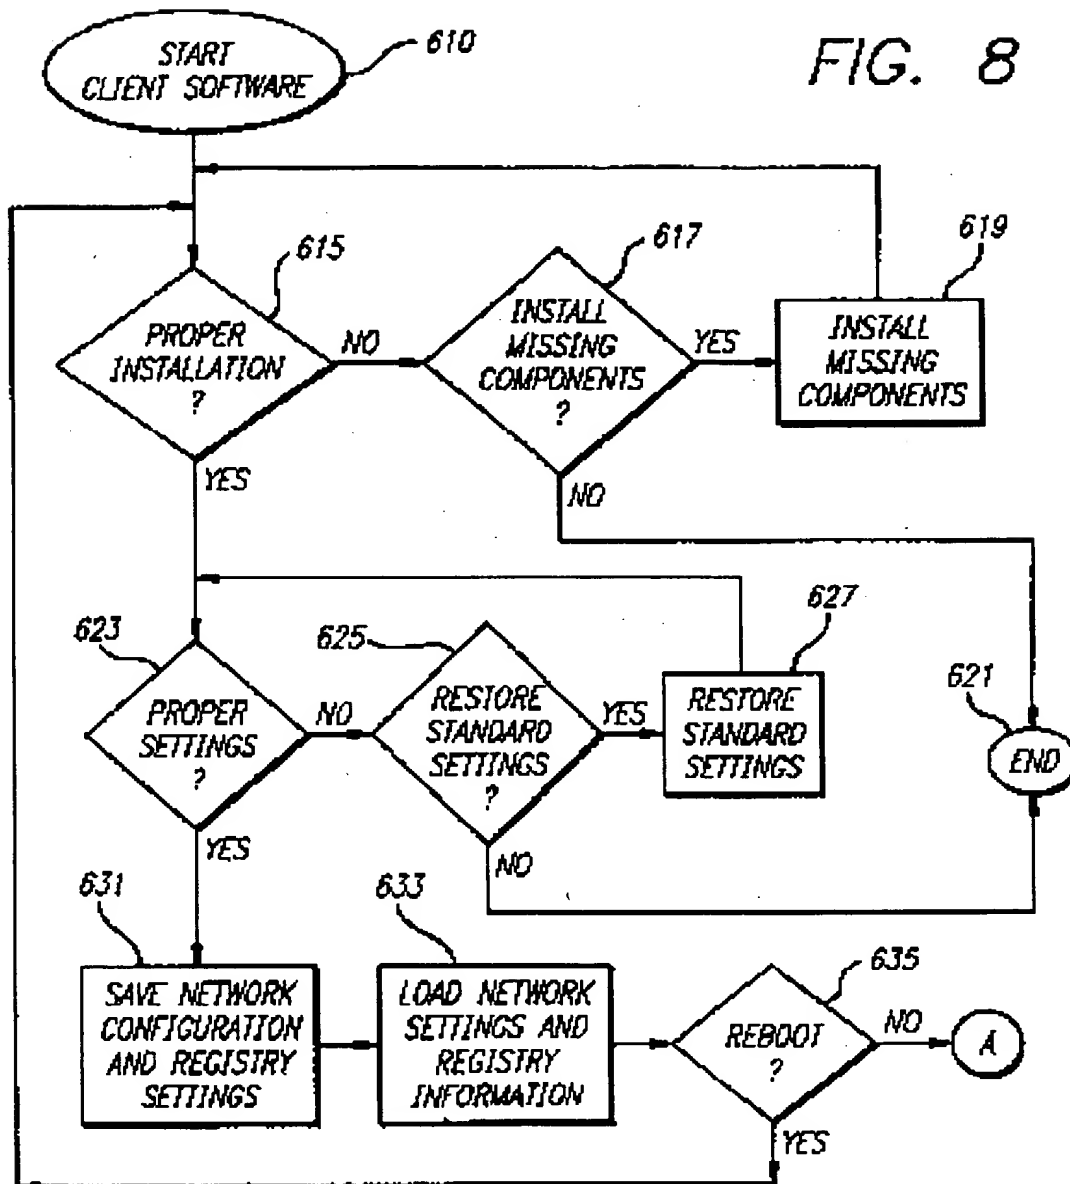 FIG. 8
START
CLIENT SOFTWARE
610
615
PROPER
INSTALLATION
?
NO
YES
617
INSTALL
MISSING
COMPONENTS
?
YES
NO
619
INSTALL
MISSING
COMPONENTS
623
PROPER
SETTINGS
?
NO
YES
625
RESTORE
STANDARD
SETTINGS
?
YES
NO
627
RESTORE
STANDARD
SETTINGS
621
END
631
SAVE NETWORK
CONFIGURATION
AND REGISTRY
SETTINGS
633
LOAD NETWORK
SETTINGS AND
REGISTRY
INFORMATION
635
REBOOT
?
NO
A
YES